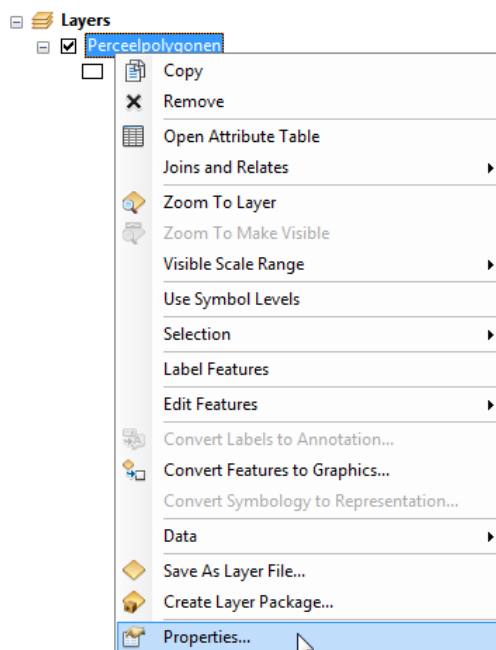 Layers
Perceelpolygonen
Copy
Remove
Open Attribute Table
Joins and Relates
Zoom To Layer
Zoom To Make Visible
Visible Scale Range
Use Symbol Levels
Selection
Label Features
Edit Features
Convert Labels to Annotation...
Convert Features to Graphics...
Convert Symbology to Representation...
Data
Save As Layer File...
Create Layer Package...
Properties...